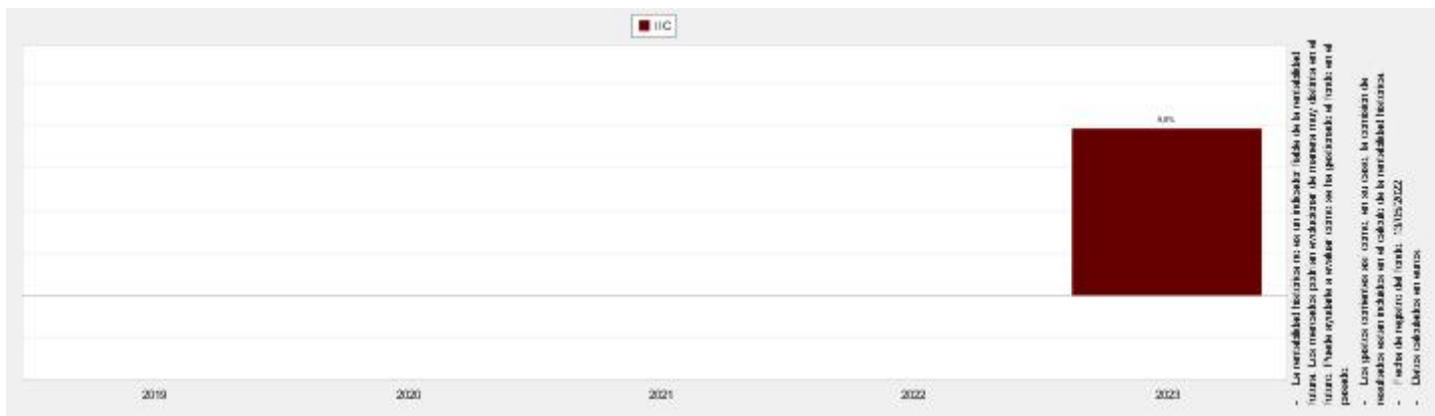 IIC
2019
2020
2021
2022
2023
- La rentabilidad histórica no es un indicador fiable de la rentabilidad
futura. Los mercados podrían evolucionar de manera muy distinta en el
futuro. Puede ayudarle a evaluar cómo se ha gestionado el fondo en el
pasado.
- Los gastos corrientes así como, en su caso, la comisión de
resultados están incluidos en el cálculo de la rentabilidad histórica.
- Fecha de registro del fondo:
- Datos calculados en euros